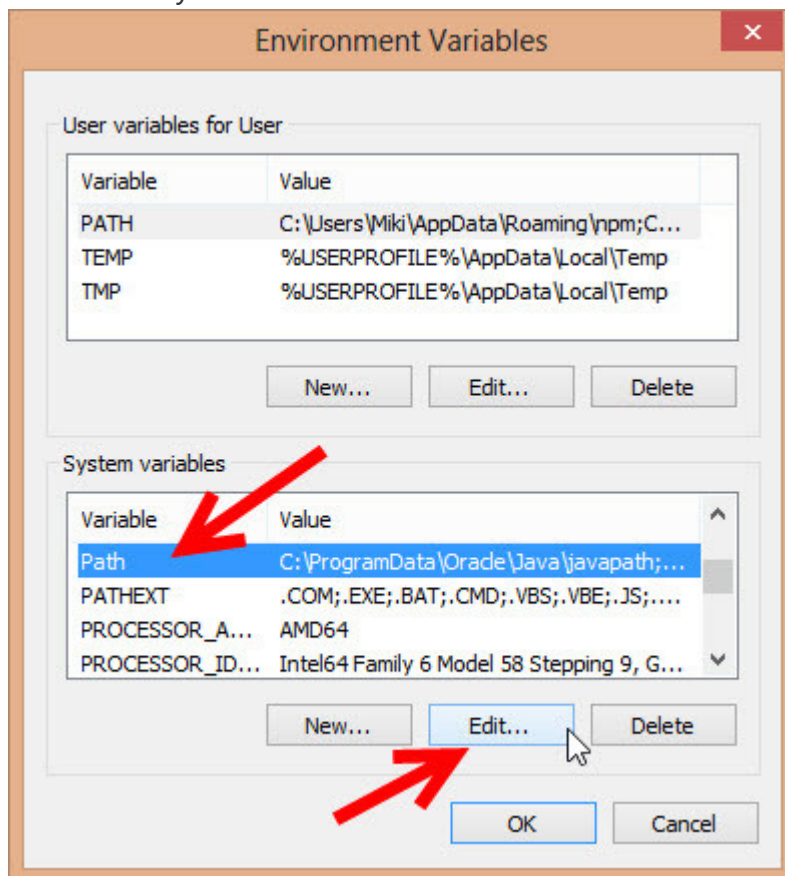 Environment Variables
User variables for User
Variable Value
PATH C:\Users\Miki\AppData\Roaming\npm;C...
TEMP %USERPROFILE%\AppData\Local\Temp
TMP %USERPROFILE%\AppData\Local\Temp
New... Edit... Delete
System variables
Variable Value
Path C:\ProgramData\Oracle\Java\javapath;...
PATHEXT .COM;.EXE;.BAT;.CMD;.VBS;.VBE;.JS;....
PROCESSOR_A... AMD64
PROCESSOR_ID... Intel64 Family 6 Model 58 Stepping 9, G...
New... Edit... Delete
OK Cancel